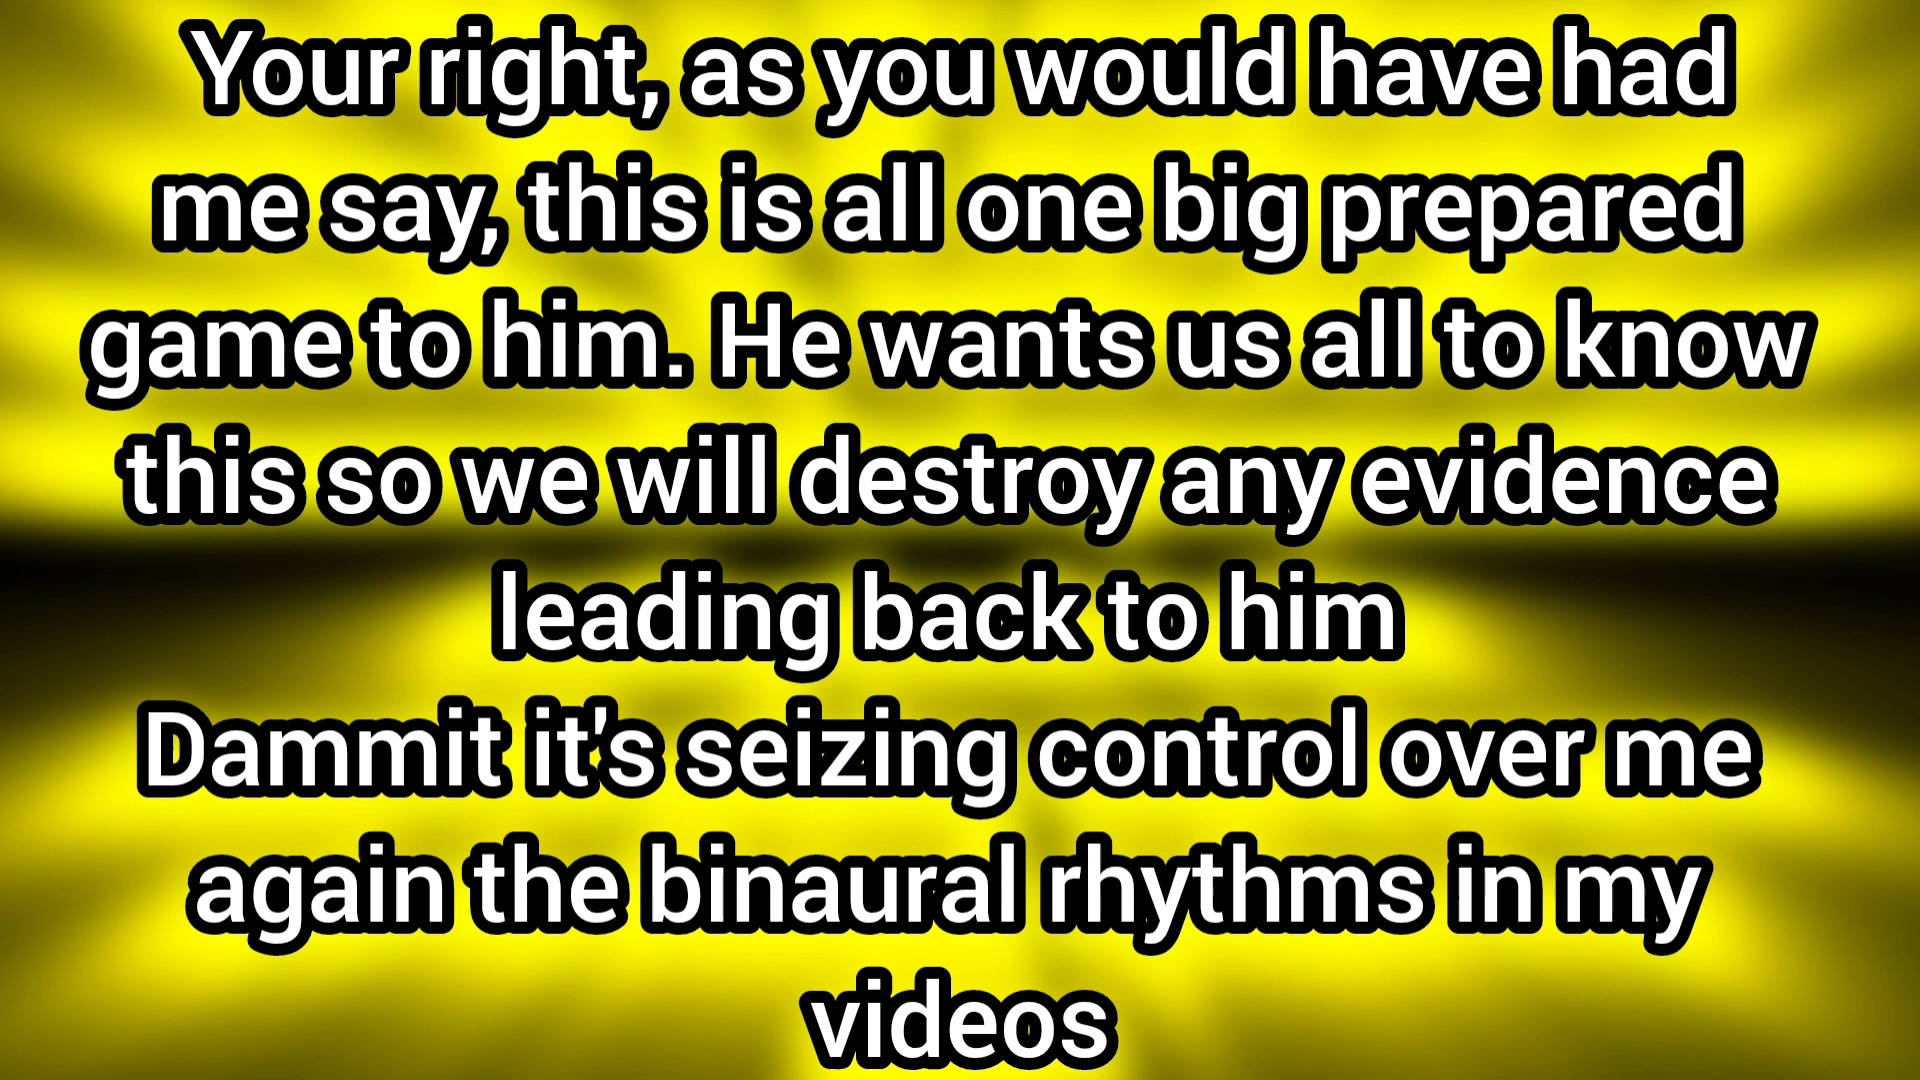 Your right, as you would have had
me say, this is all one big prepared
game to him. He wants us all to know
this so we will destroy any evidence
leading back to him
Dammit it's seizing control over me
again the binaural rhythms in my
videos